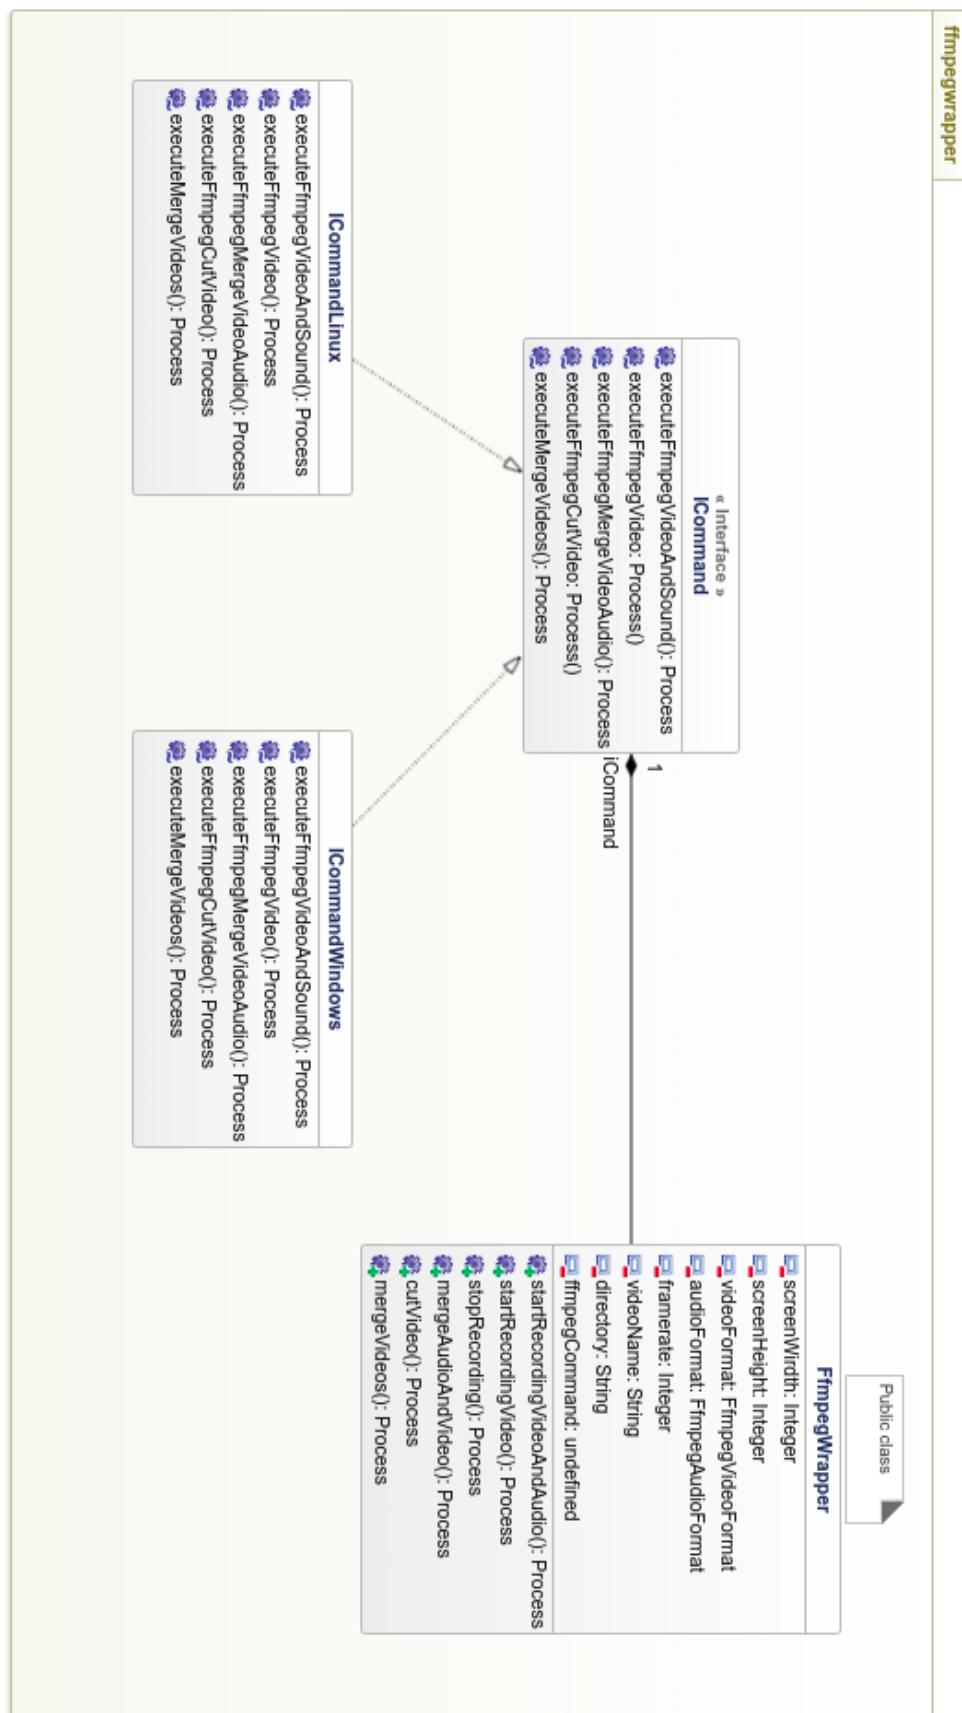 ffmpegwrapper
« Interface »
ICommand
executeFfmpegVideoAndSound(): Process
executeFfmpegVideo: Process()
executeFfmpegMergeVideoAudio(): Process
executeFfmpegCutVideo: Process()
executeMergeVideos(): Process
1
iCommand
Public class
FfmpegWrapper
screenWirdth: Integer
screenHeight: Integer
videoFormat: FfmpegVideoFormat
audioFormat: FfmpegAudioFormat
framerate: Integer
videoName: String
directory: String
ffmpegCommand: undefined
startRecordingVideoAndAudio(): Process
startRecordingVideo(): Process
stopRecording(): Process
mergeAudioAndVideo(): Process
cutVideo(): Process
mergeVideos(): Process
ICommandLinux
executeFfmpegVideoAndSound(): Process
executeFfmpegVideo(): Process
executeFfmpegMergeVideoAudio(): Process
executeFfmpegCutVideo(): Process
executeMergeVideos(): Process
ICommandWindows
executeFfmpegVideoAndSound(): Process
executeFfmpegVideo(): Process
executeFfmpegMergeVideoAudio(): Process
executeFfmpegCutVideo(): Process
executeMergeVideos(): Process